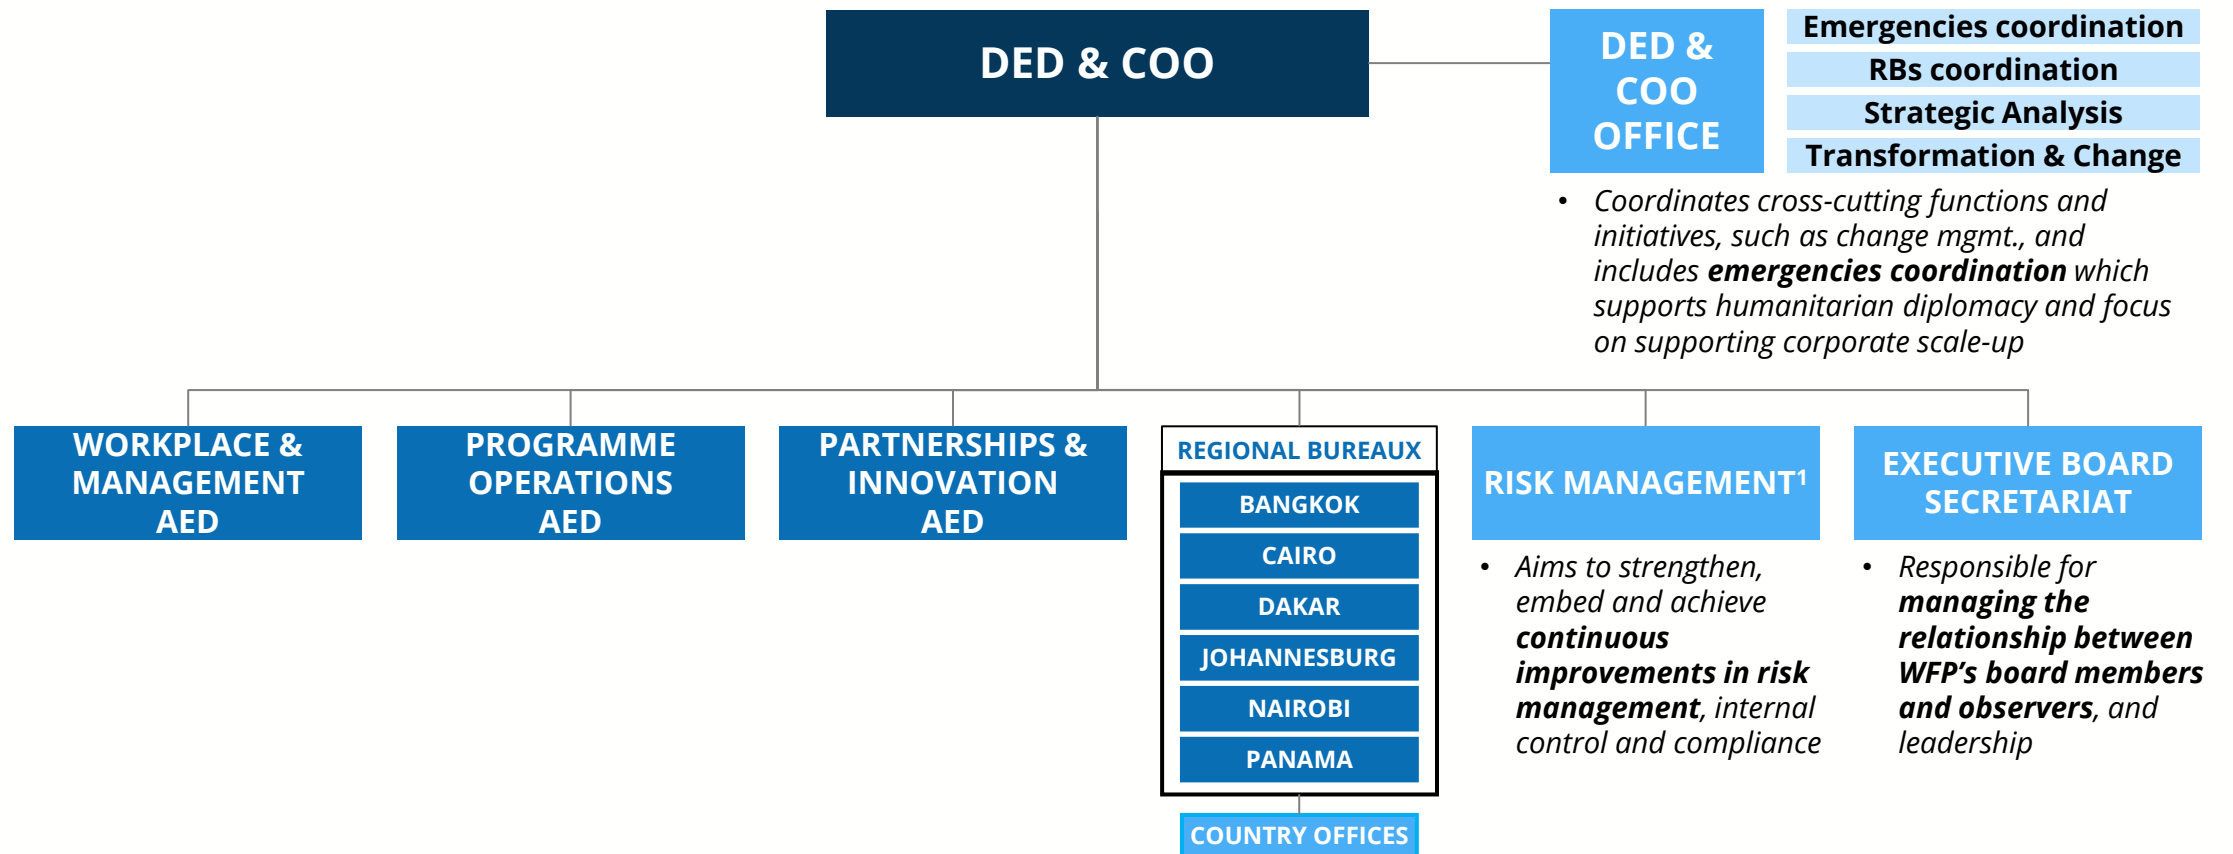 DED & COO
DED &
COO
OFFICE
Emergencies coordination
RBs coordination
Strategic Analysis
Transformation & Change
• Coordinates cross-cutting functions and
initiatives, such as change mgmt., and
includes emergencies coordination which
supports humanitarian diplomacy and focus
on supporting corporate scale-up
WORKPLACE &
MANAGEMENT
AED
PROGRAMME
OPERATIONS
AED
PARTNERSHIPS &
INNOVATION
AED
REGIONAL BUREAUX
BANGKOK
CAIRO
DAKAR
JOHANNESBURG
NAIROBI
PANAMA
COUNTRY OFFICES
RISK MANAGEMENT¹
• Aims to strengthen,
embed and achieve
continuous
improvements in risk
management, internal
control and compliance
EXECUTIVE BOARD
SECRETARIAT
• Responsible for
managing the
relationship between
WFP’s board members
and observers, and
leadership